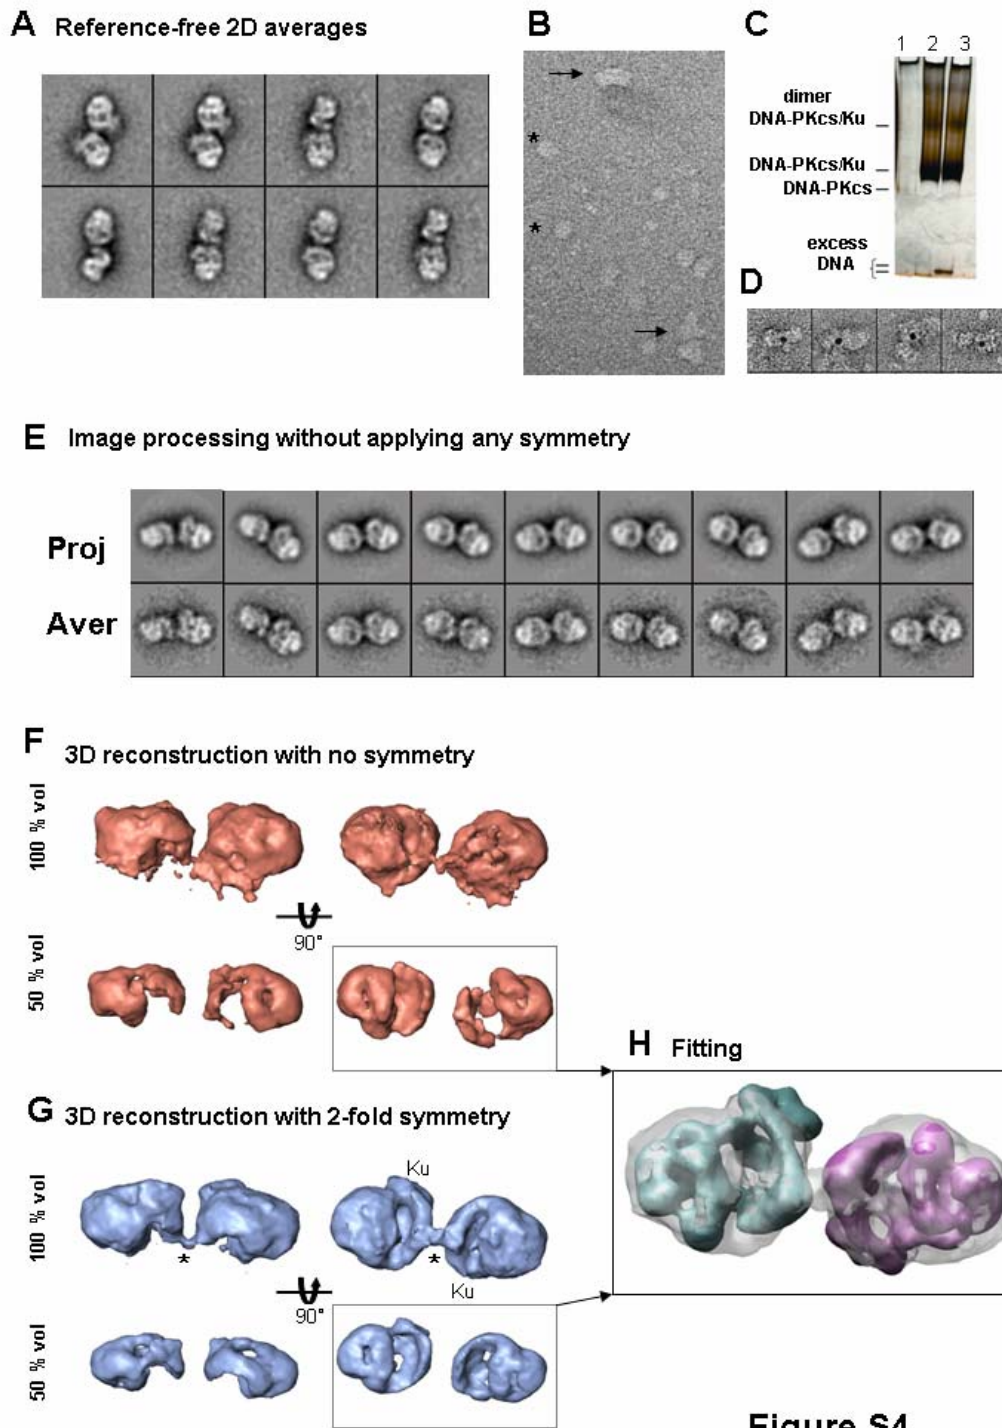 A Reference-free 2D averages
B
*
*
C
1 2 3
dimer
DNA-PKcs/Ku
DNA-PKcs/Ku
DNA-PKcs
excess
DNA
D
E Image processing without applying any symmetry
Proj
Aver
F 3D reconstruction with no symmetry
100 % vol
90°
50 % vol
H Fitting
G 3D reconstruction with 2-fold symmetry
100 % vol
Ku
*
*
Ku
90°
50 % vol
Figure S4